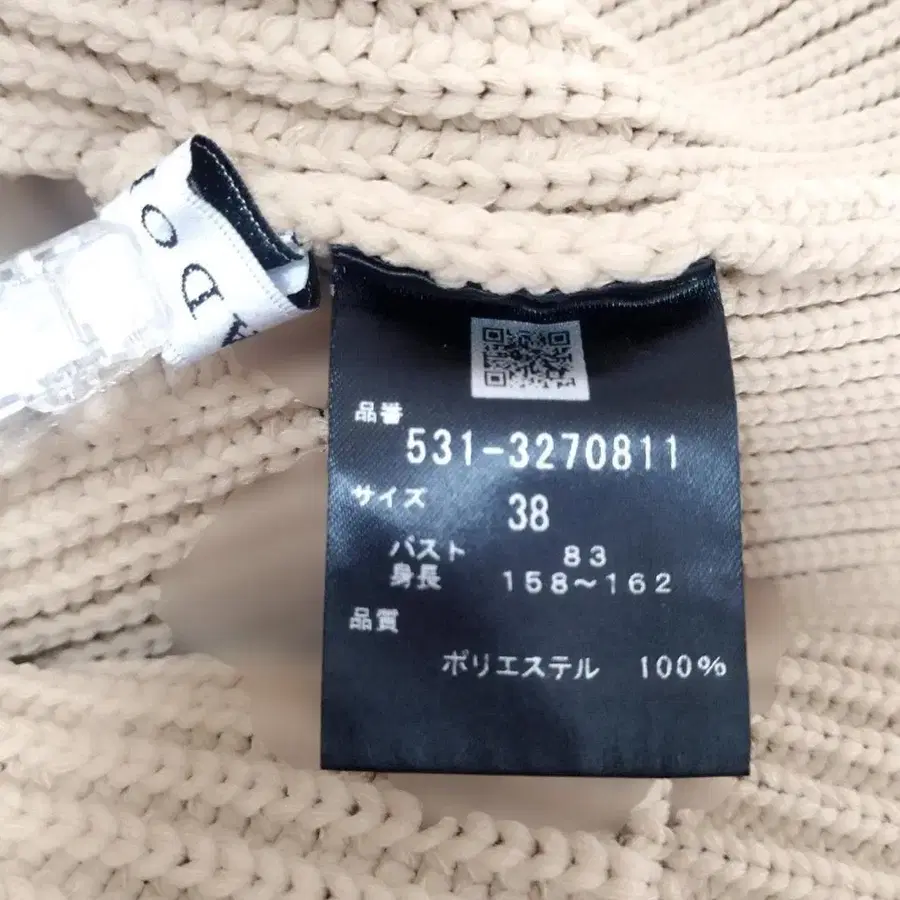 品番
531-3270811
サイズ 38
バスト 83
身長 158~162
品質
ポリエステル 100%